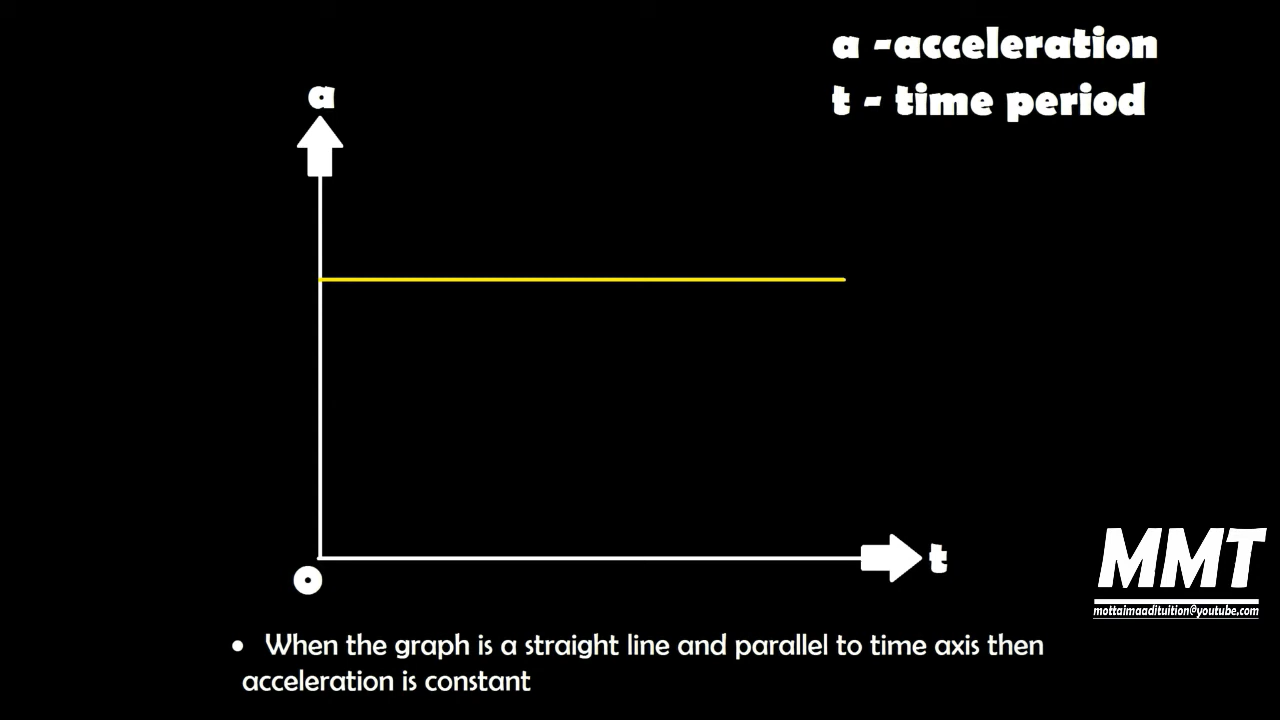 a -acceleration
t - time period
a
t
o
MMT
mottaimaadituition@youtube.com
• When the graph is a straight line and parallel to time axis then
acceleration is constant